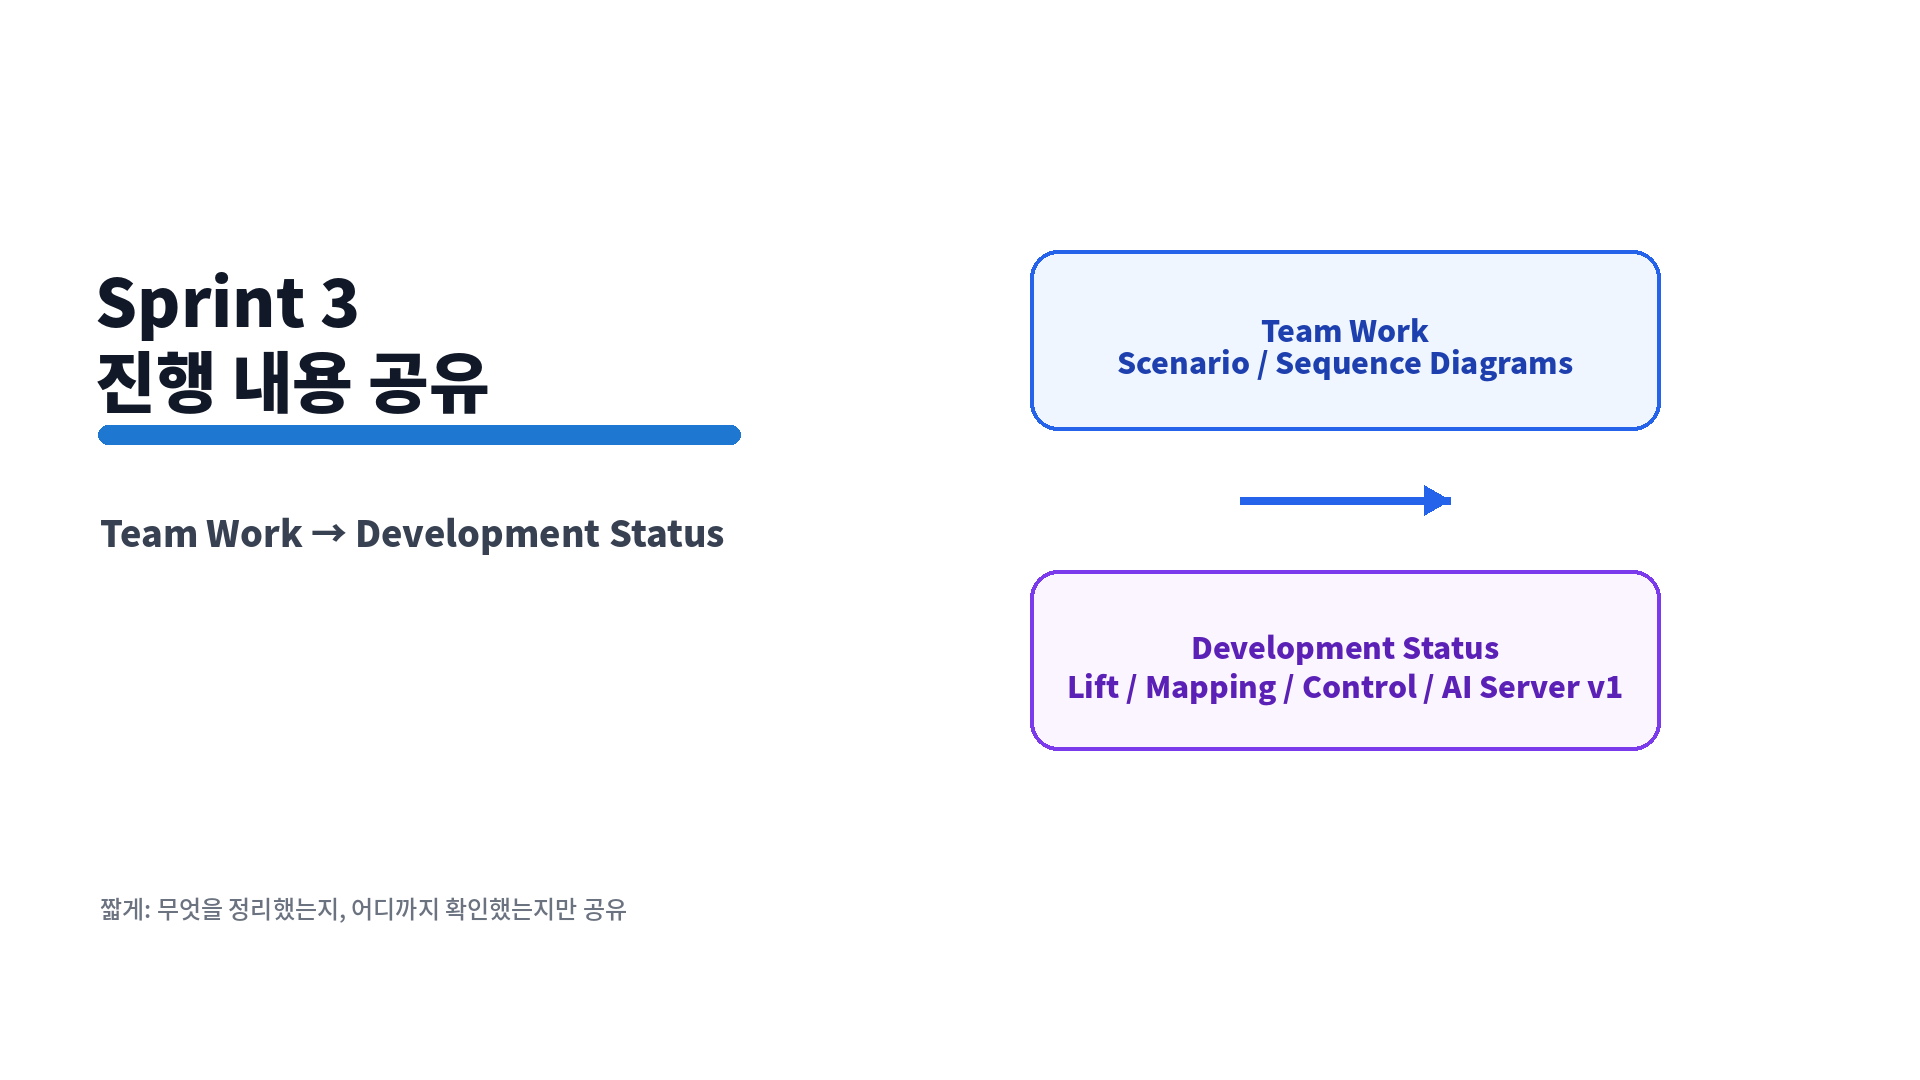 Sprint 3
진행 내용 공유
Team Work → Development Status
짧게: 무엇을 정리했는지, 어디까지 확인했는지만 공유
Team Work
Scenario / Sequence Diagrams
Development Status
Lift / Mapping / Control / AI Server v1